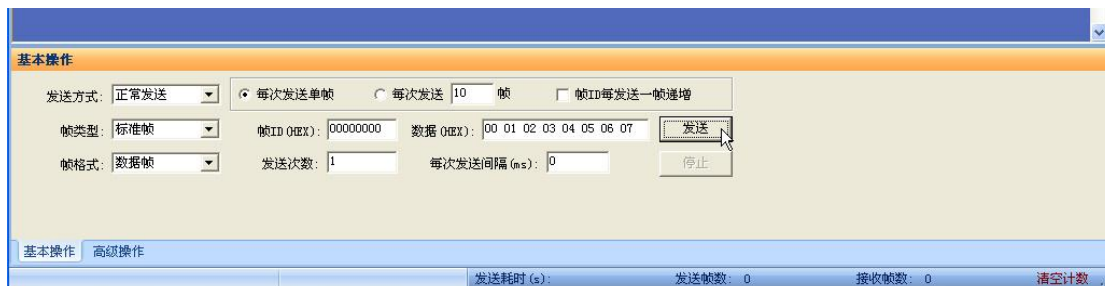 基本操作
发送方式: 正常发送 每次发送单帧 每次发送 10 帧 帧ID每发送一帧递增
帧类型: 标准帧 帧ID(HEX): 00000000 数据(HEX): 00 01 02 03 04 05 06 07 发送
帧格式: 数据帧 发送次数: 1 每次发送间隔(ms): 0 停止
基本操作 高级操作
发送耗时(s): 发送帧数: 0 接收帧数: 0 清空计数